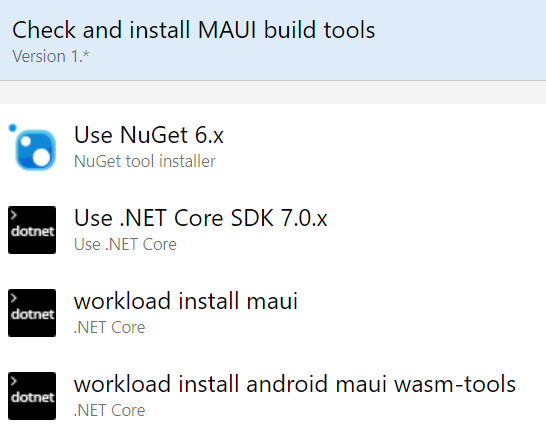 Check and install MAUI build tools
Version 1.*
Use NuGet 6.x
NuGet tool installer
>
dotnet
Use .NET Core SDK 7.0.x
Use .NET Core
>
dotnet
workload install maui
.NET Core
>
dotnet
workload install android maui wasm-tools
.NET Core